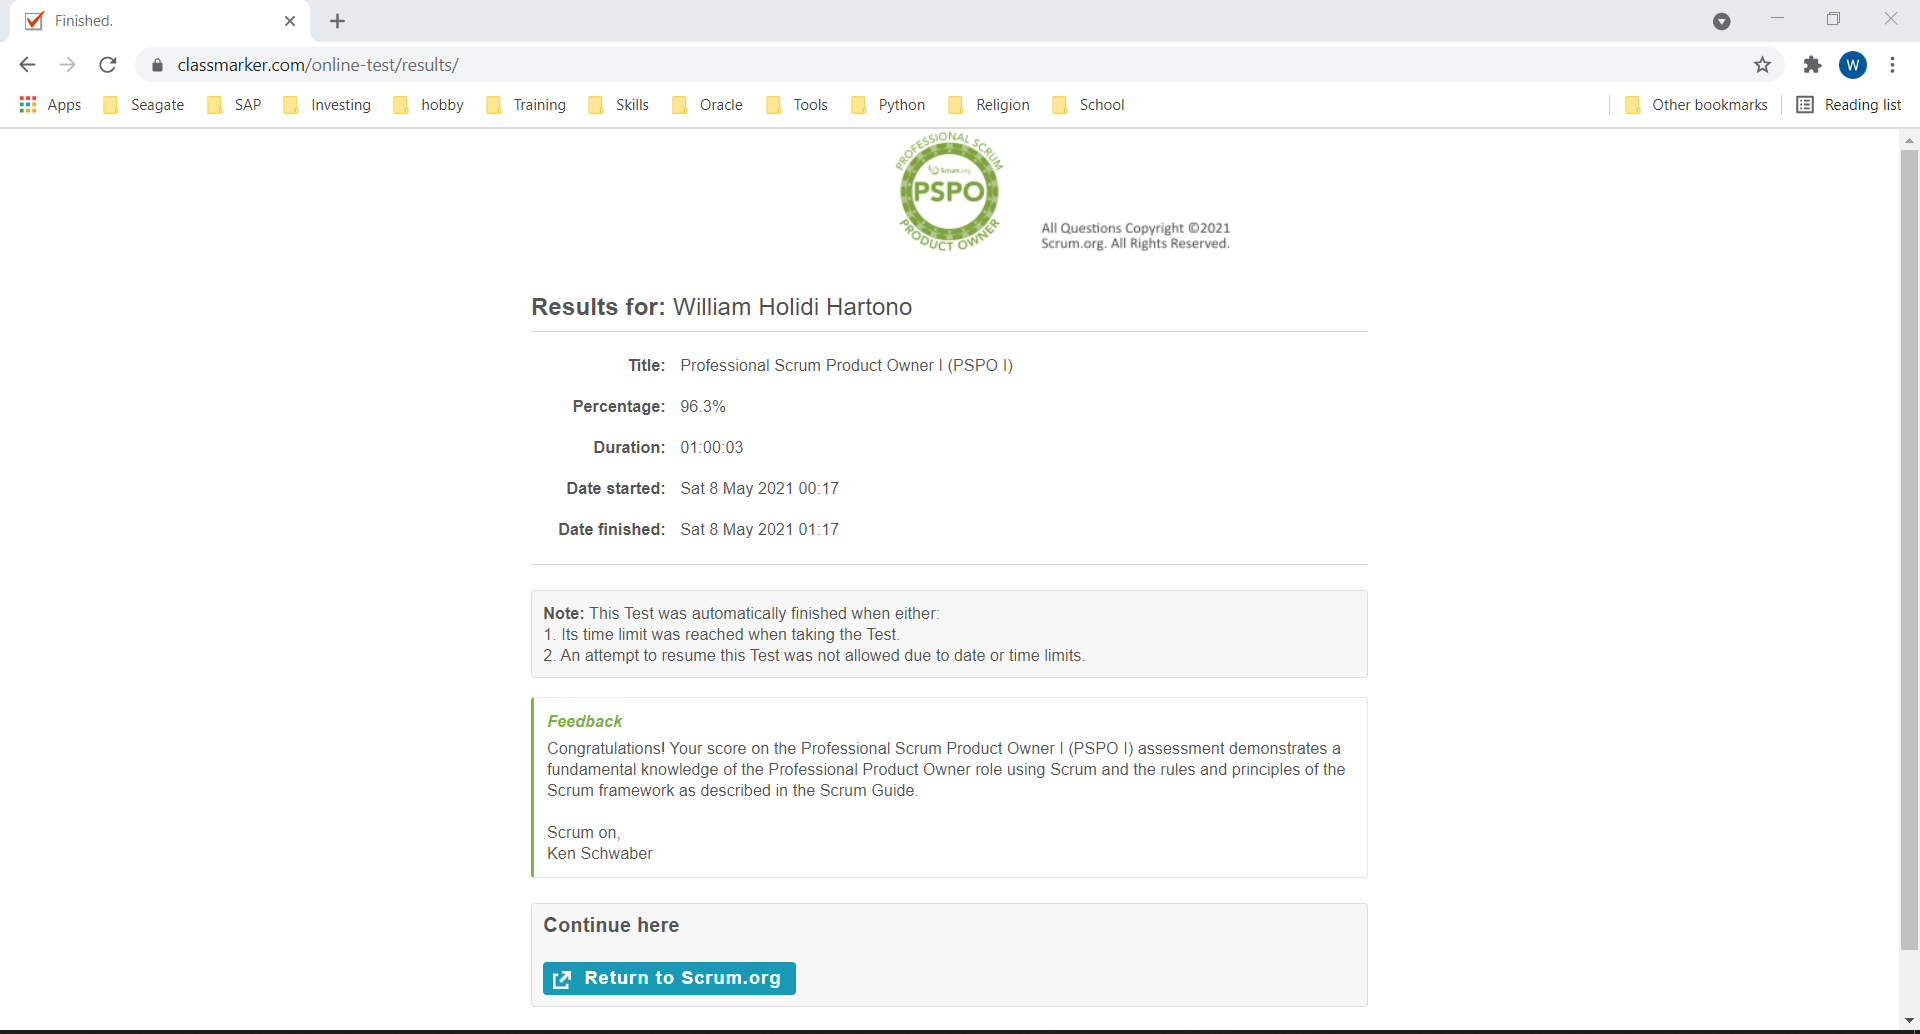 Finished.
classmarker.com/online-test/results/
W
Apps Seagate SAP Investing hobby Training Skills Oracle Tools Python Religion School Other bookmarks Reading list
PROFESSIONAL SCRUM
Scrum.org
PSPO
PRODUCT OWNER
All Questions Copyright ©2021
Scrum.org. All Rights Reserved.
Results for: William Holidi Hartono
Title: Professional Scrum Product Owner I (PSPO I)
Percentage: 96.3%
Duration: 01:00:03
Date started: Sat 8 May 2021 00:17
Date finished: Sat 8 May 2021 01:17
Note: This Test was automatically finished when either:
1. Its time limit was reached when taking the Test.
2. An attempt to resume this Test was not allowed due to date or time limits.
Feedback
Congratulations! Your score on the Professional Scrum Product Owner I (PSPO I) assessment demonstrates a
fundamental knowledge of the Professional Product Owner role using Scrum and the rules and principles of the
Scrum framework as described in the Scrum Guide.
Scrum on,
Ken Schwaber
Continue here
Return to Scrum.org